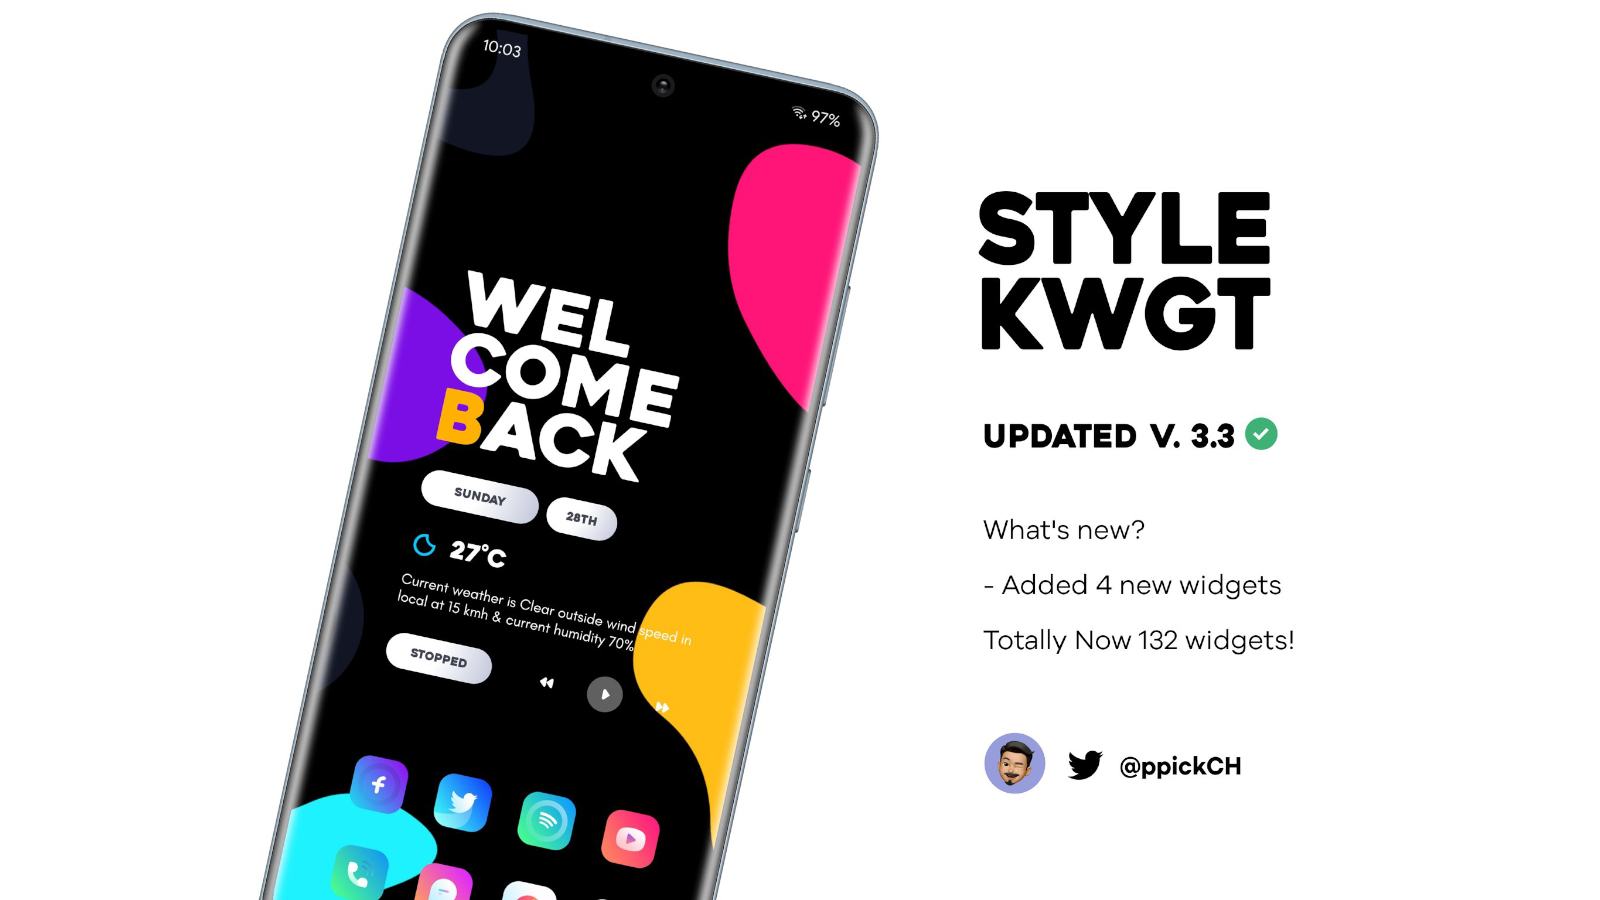 10:03
97%
WEL
COME
BACK
SUNDAY
28TH
27°C
Current weather is Clear outside wind speed in
local at 15 kmh & current humidity 70%
STOPPED
STYLE
KWGT
UPDATED V. 3.3
What's new?
- Added 4 new widgets
Totally Now 132 widgets!
@ppickCH